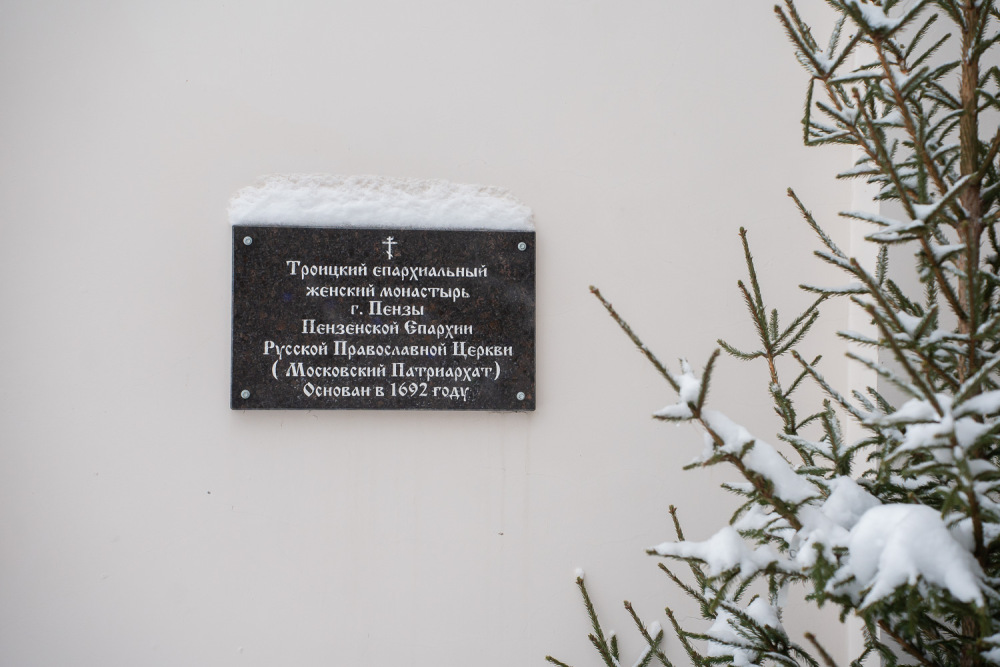 Троицкий епархиальный
женский монастырь
г. Пензы
Пензенской Епархии
Русской Православной Церкви
( Московский Патриархат)
Основан в 1692 году